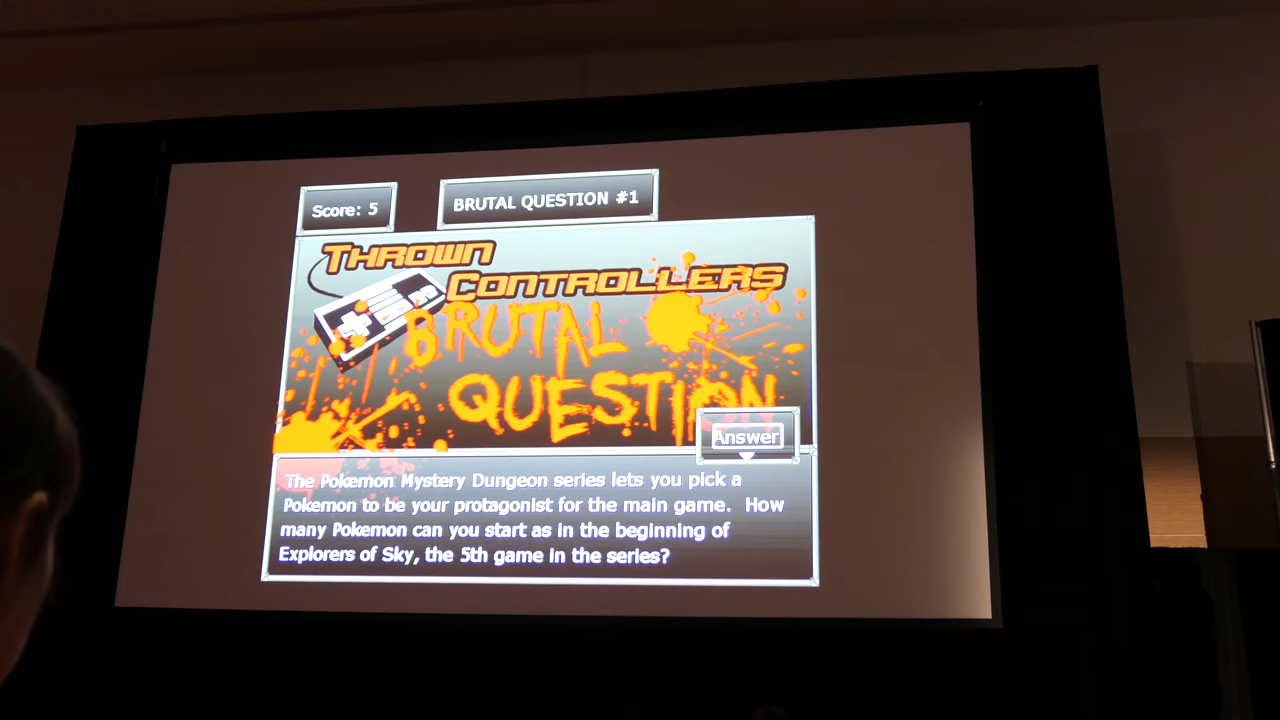 Score: 5
BRUTAL QUESTION #1
THROWN
CONTROLLERS
BRUTAL
QUESTION
Answer
The Pokemon Mystery Dungeon series lets you pick a
Pokemon to be your protagonist for the main game. How
many Pokemon can you start as in the beginning of
Explorers of Sky, the 5th game in the series?